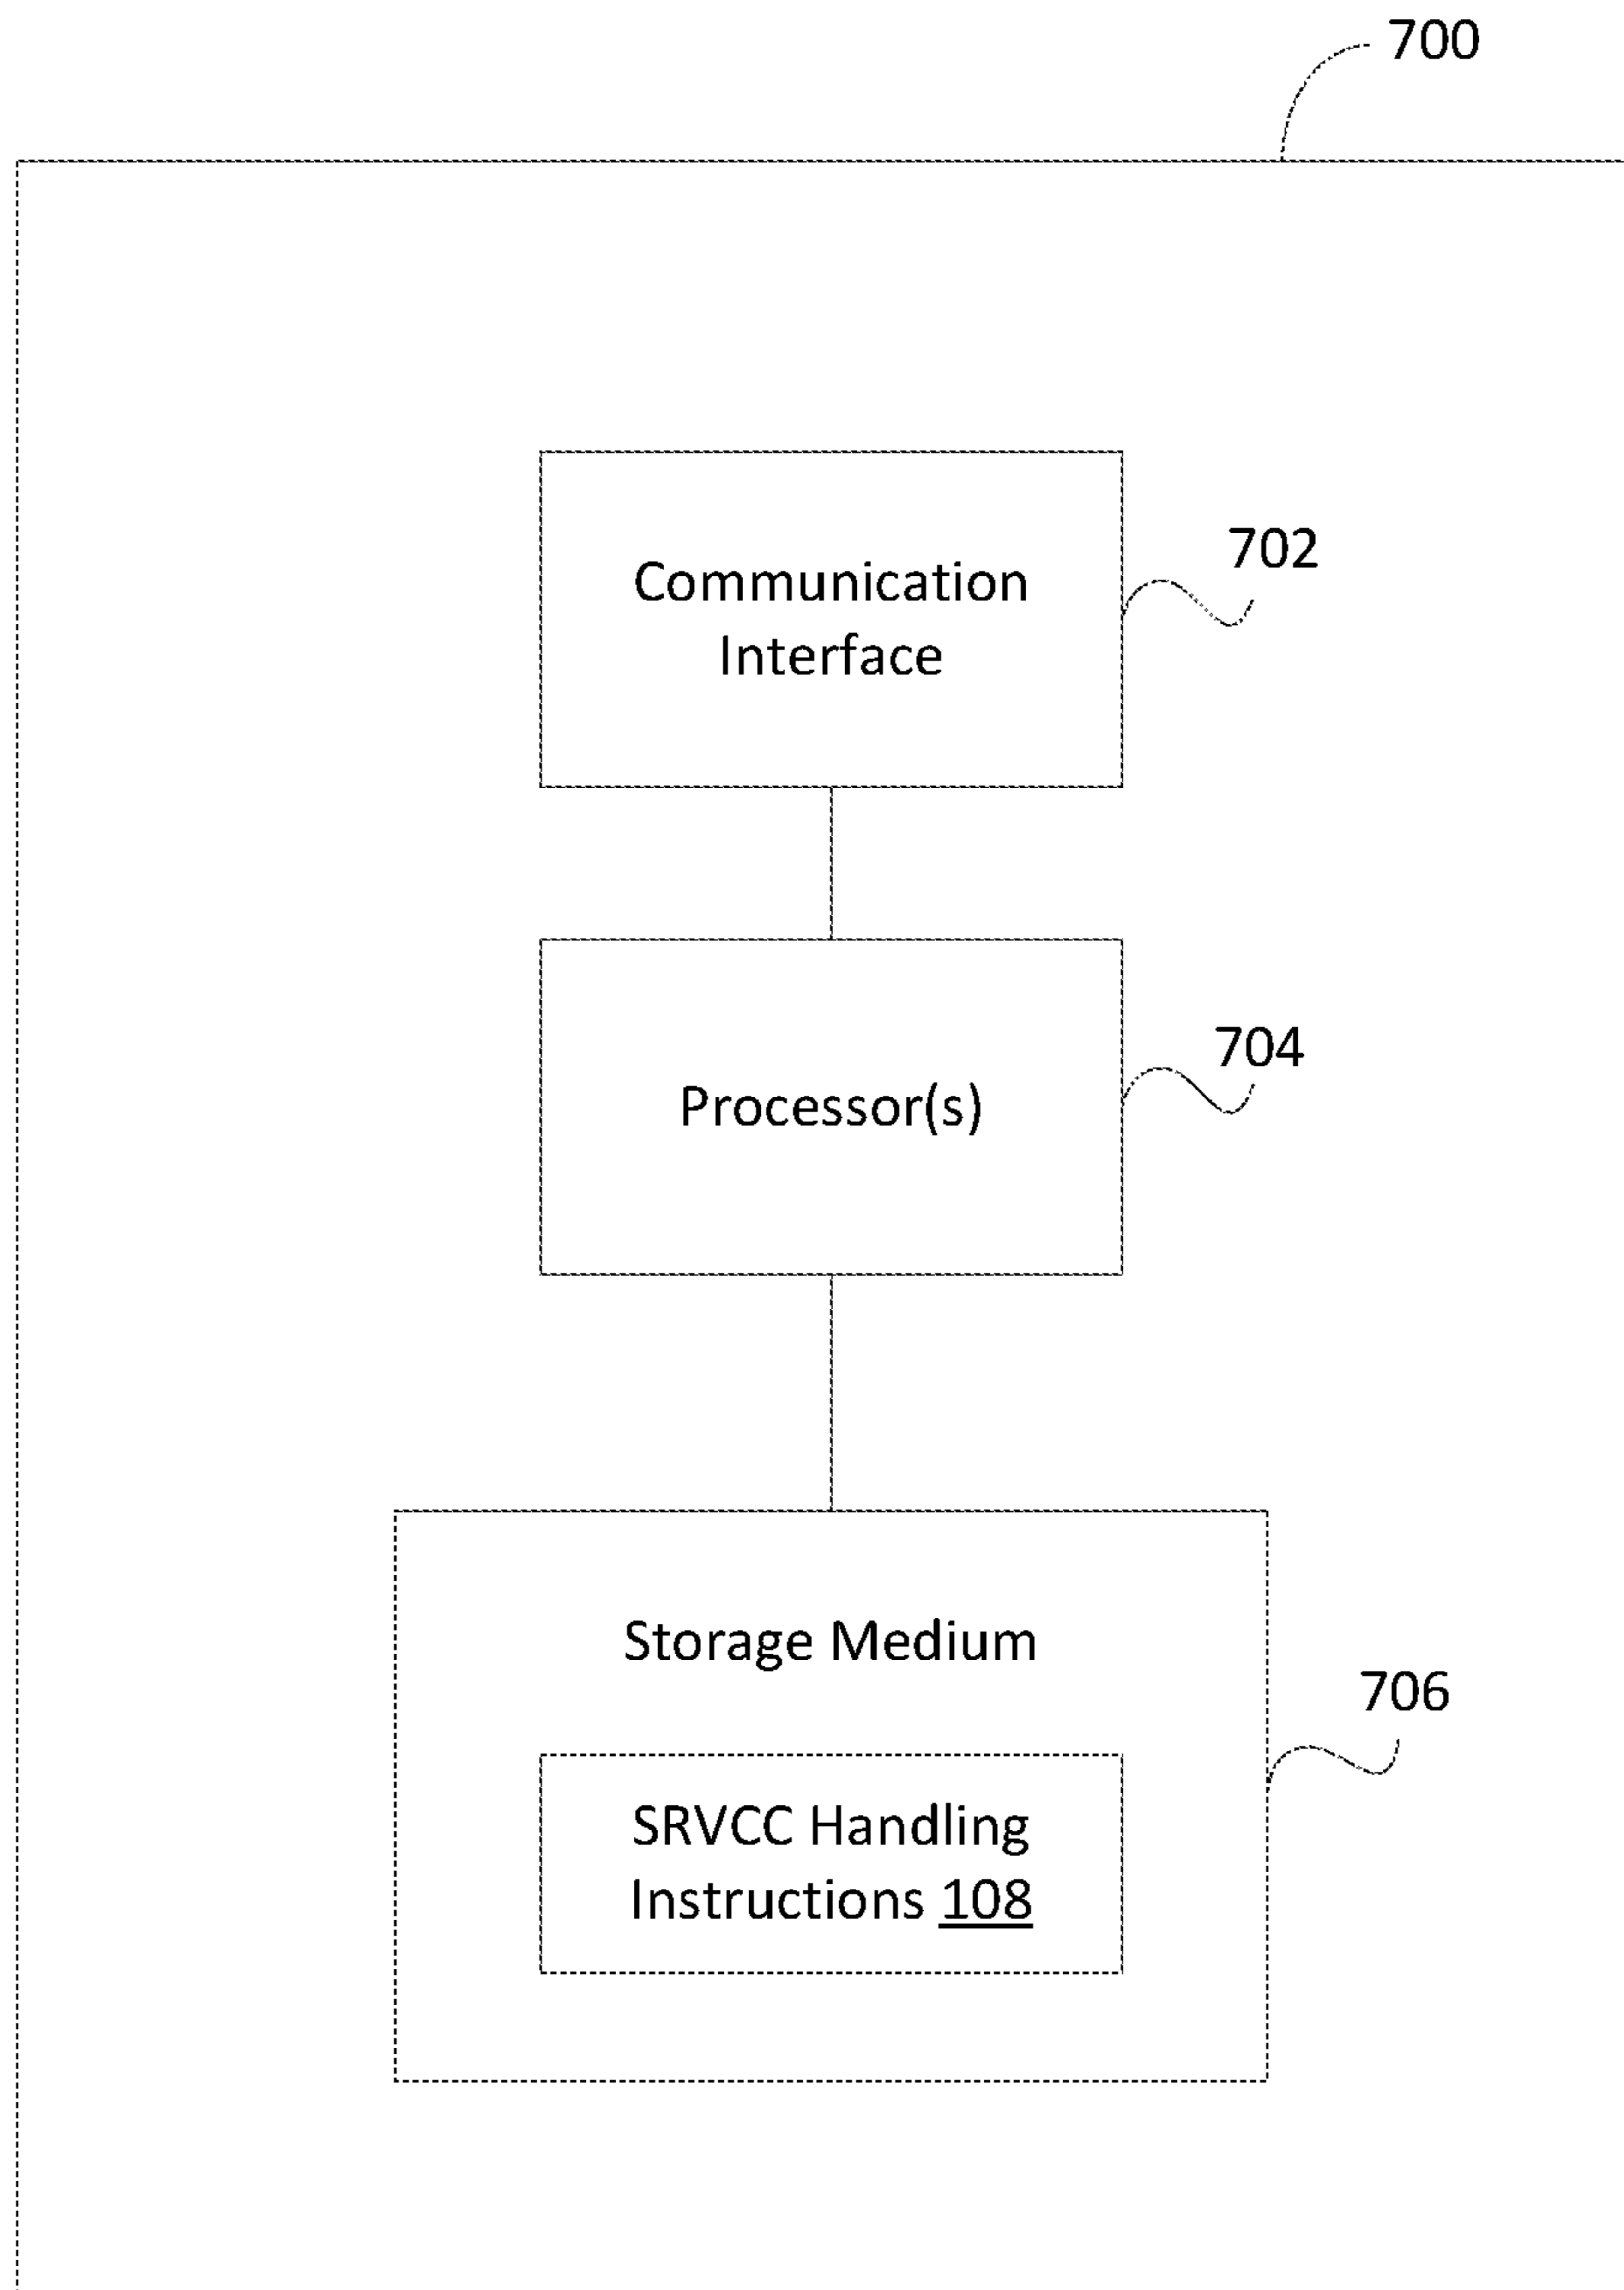 700
Communication
Interface
702
Processor(s)
704
Storage Medium
706
SRVCC Handling
Instructions 108